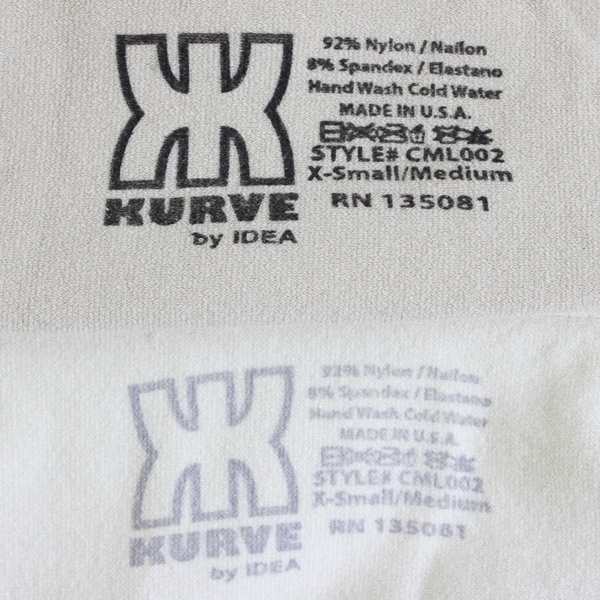 92% Nylon / Nailon
8% Spandex / Elastano
Hand Wash Cold Water
MADE IN U.S.A.
STYLE# CML002
X-Small/Medium
RN 135081
KURVE
by IDEA
92% Nylon / Nailon
8% Spandex / Elastano
Hand Wash Cold Water
MADE IN U.S.A.
STYLE# CML002
X-Small/Medium
RN 135081
KURVE
by IDEA